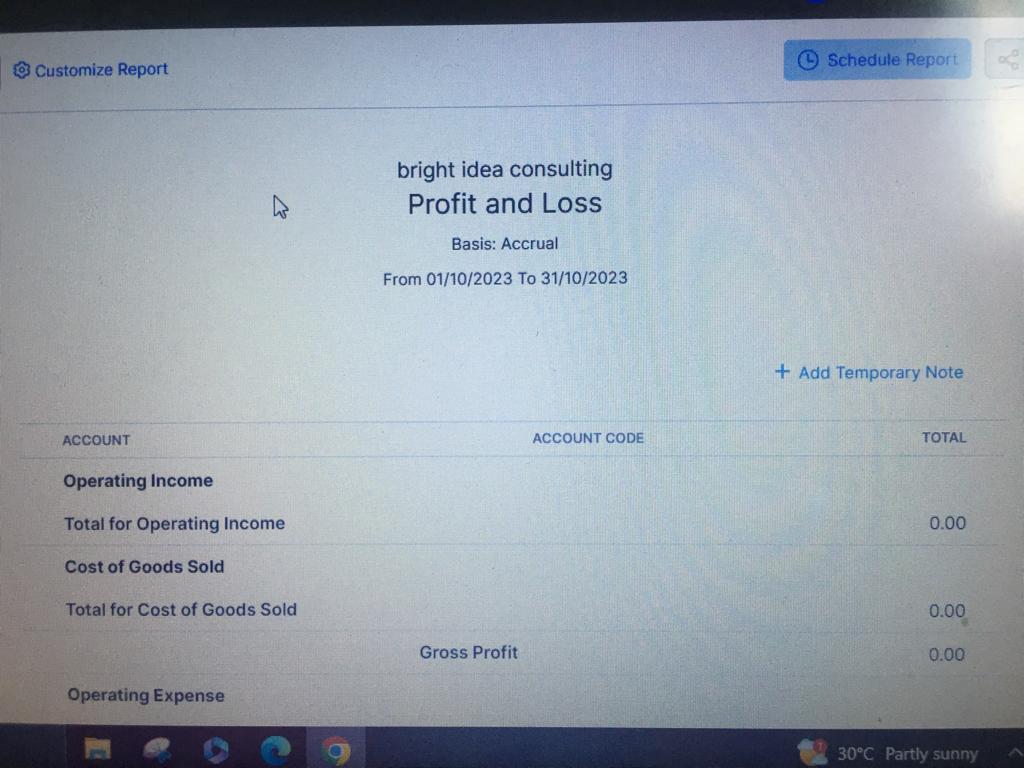 Customize Report
Schedule Report
bright idea consulting
Profit and Loss
Basis: Accrual
From 01/10/2023 To 31/10/2023
+ Add Temporary Note
ACCOUNT ACCOUNT CODE TOTAL
Operating Income
Total for Operating Income 0.00
Cost of Goods Sold
Total for Cost of Goods Sold 0.00
Gross Profit 0.00
Operating Expense
1
30°C Partly sunny